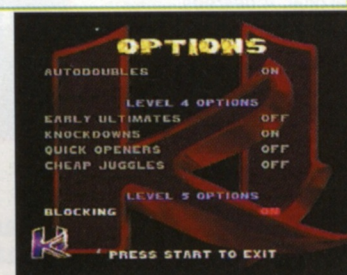 OPTIONS
AUTODOUBLES ON
LEVEL 4 OPTIONS
EARLY ULTIMATES OFF
KNOCKDOWNS ON
QUICK OPENERS OFF
CHEAP JUGGLES OFF
LEVEL 5 OPTIONS
BLOCKING ON
PRESS START TO EXIT